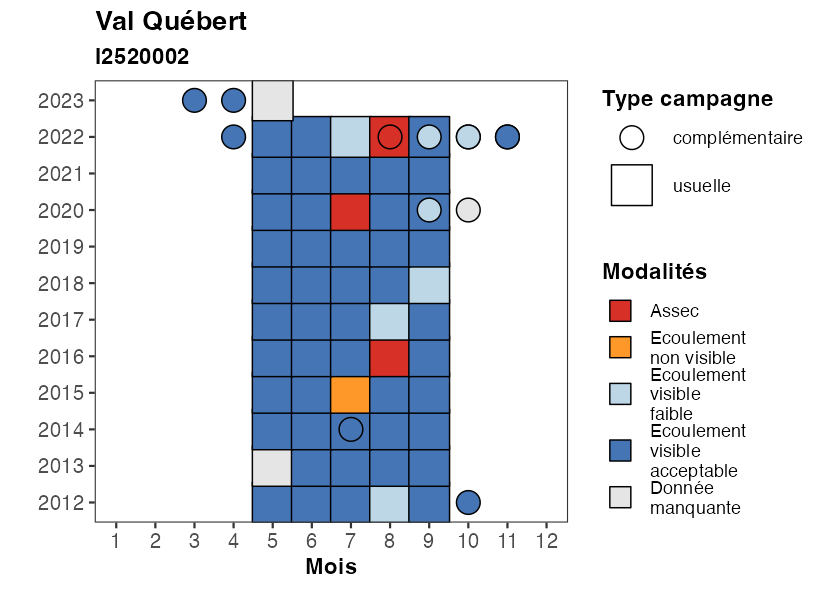 Val Québert
I2520002
2023
2022
2021
2020
2019
2018
2017
2016
2015
2014
2013
2012
1 2 3 4 5 6 7 8 9 10 11 12
Mois
Type campagne
complémentaire
usuelle
Modalités
Assec
Ecoulement
non visible
Ecoulement
visible
faible
Ecoulement
visible
acceptable
Donnée
manquante